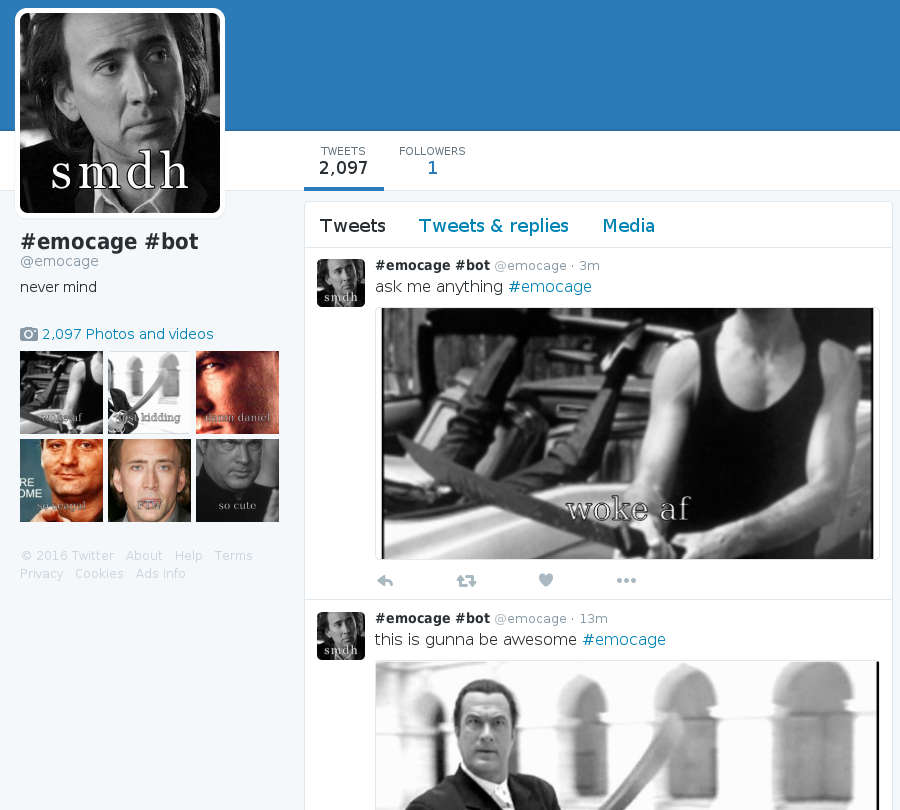 smdh
TWEETS
2,097
FOLLOWERS
1
#emocage #bot
@emocage
never mind
2,097 Photos and videos
woke af
just kidding
damn daniel
RE
OME
so seagal
FTW
so cute
© 2016 Twitter About Help Terms
Privacy Cookies Ads info
Tweets Tweets & replies Media
#emocage #bot @emocage · 3m
smdh
ask me anything #emocage
woke af
#emocage #bot @emocage · 13m
smdh
this is gunna be awesome #emocage